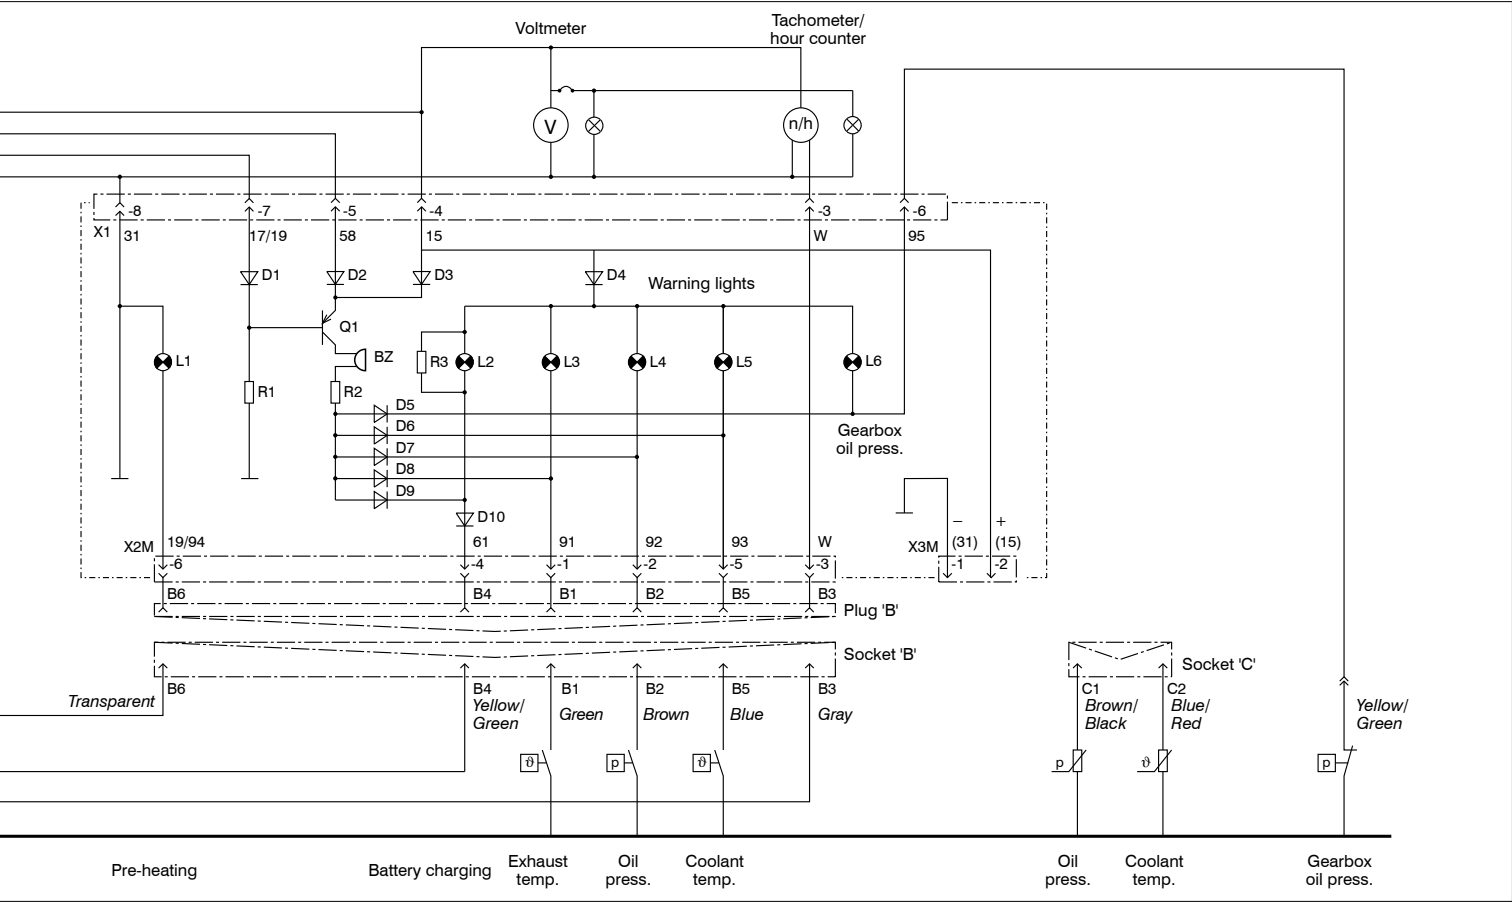 Voltmeter
Tachometer/
hour counter
V
n/h
-8
-7
-5
-4
-3
-6
X1
31
17/19
58
15
W
95
D1
D2
D3
D4
Warning lights
Q1
BZ
L1
R3
L2
L3
L4
L5
L6
R1
R2
D5
D6
D7
D8
D9
Gearbox
oil press.
D10
−
+
X2M
19/94
61
91
92
93
W
X3M
(31)
(15)
-6
-4
-1
-2
-5
-3
-1
-2
B6
B4
B1
B2
B5
B3
Plug 'B'
Socket 'B'
Socket 'C'
B6
B4
B1
B2
B5
B3
C1
C2
Transparent
Yellow/
Green
Green
Brown
Blue
Gray
Brown/
Black
Blue/
Red
Yellow/
Green
ϑ
p
ϑ
p
ϑ
p
Pre-heating
Battery charging
Exhaust
temp.
Oil
press.
Coolant
temp.
Oil
press.
Coolant
temp.
Gearbox
oil press.